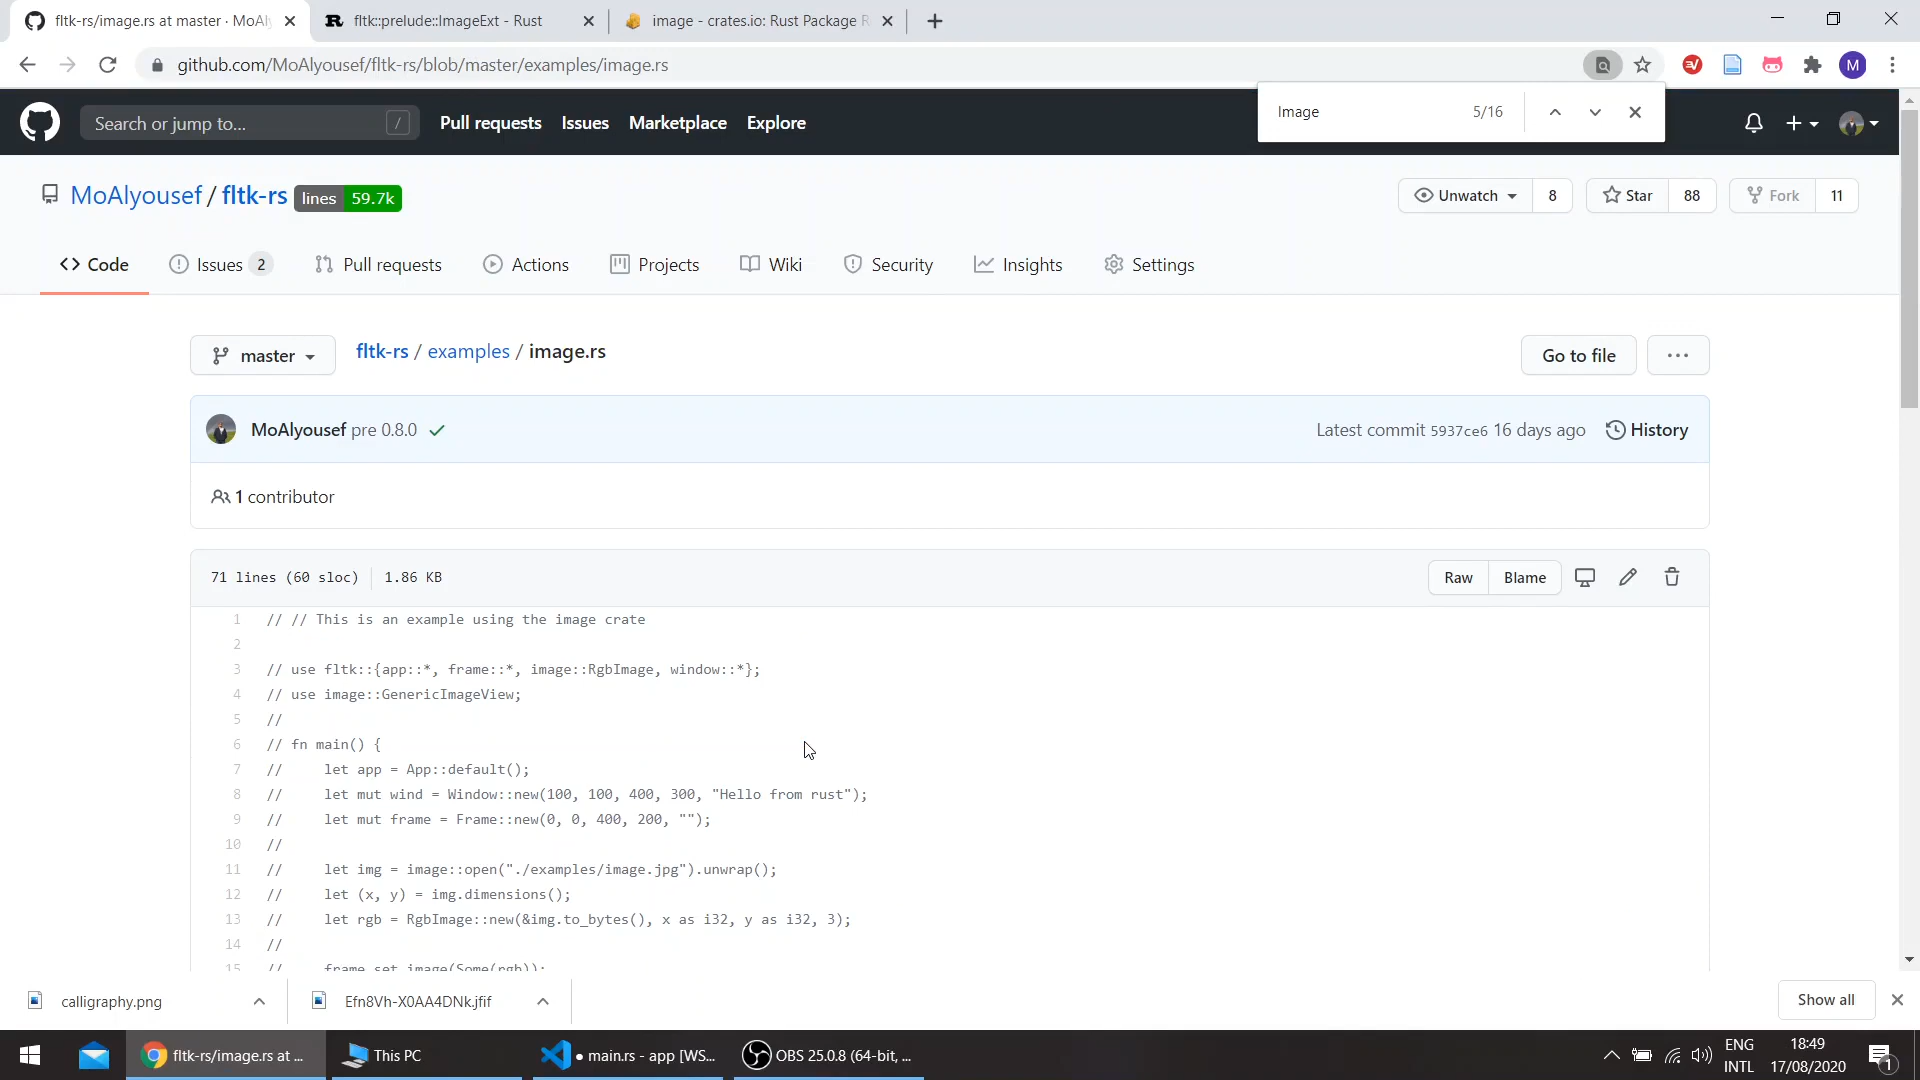 fltk-rs/image.rs at master · MoAly
fltk::prelude::ImageExt - Rust
image - crates.io: Rust Package R
github.com/MoAlyousef/fltk-rs/blob/master/examples/image.rs
M
Image 5/16
Search or jump to... /
Pull requests Issues Marketplace Explore
MoAlyousef / fltk-rs lines 59.7k
Unwatch 8 Star 88 Fork 11
Code Issues 2 Pull requests Actions Projects Wiki Security Insights Settings
master fltk-rs / examples / image.rs
Go to file ...
MoAlyousef pre 0.8.0
Latest commit 5937ce6 16 days ago History
1 contributor
71 lines (60 sloc) 1.86 KB
Raw Blame
1 // // This is an example using the image crate
2
3 // use fltk::{app::*, frame::*, image::RgbImage, window::*};
4 // use image::GenericImageView;
5 //
6 // fn main() {
7 // let app = App::default();
8 // let mut wind = Window::new(100, 100, 400, 300, "Hello from rust");
9 // let mut frame = Frame::new(0, 0, 400, 200, "");
10 //
11 // let img = image::open("./examples/image.jpg").unwrap();
12 // let (x, y) = img.dimensions();
13 // let rgb = RgbImage::new(&img.to_bytes(), x as i32, y as i32, 3);
14 //
15 // frame.set_image(Some(rgb));
calligraphy.png
Efn8Vh-X0AA4DNk.jfif
Show all
fltk-rs/image.rs at ...
This PC
● main.rs - app [WS...
OBS 25.0.8 (64-bit, ...
ENG
INTL
18:49
17/08/2020
1